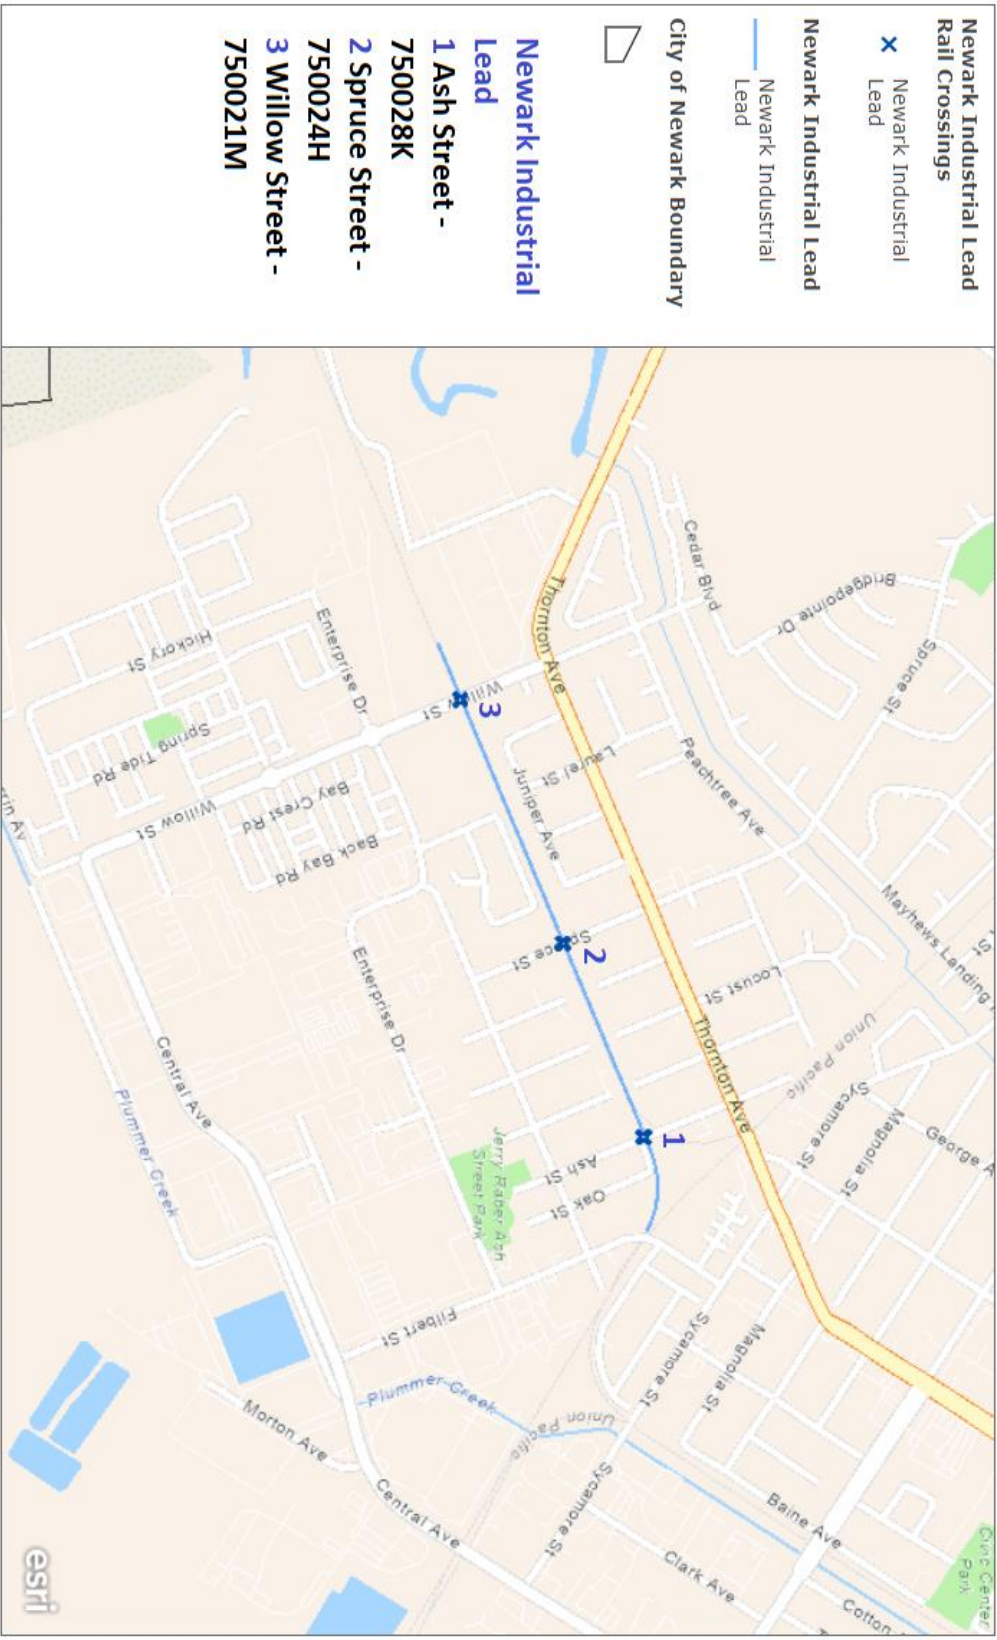 Newark Industrial Lead
Rail Crossings
Newark Industrial
Lead
Newark Industrial Lead
Newark Industrial
Lead
City of Newark Boundary
Newark Industrial
Lead
1 Ash Street -
750028K
2 Spruce Street -
750024H
3 Willow Street -
750021M
Cedar Blvd
Bridgepointe Dr
Spruce St
Thornton Ave
Hickory St
Enterprise Dr
Willow St
3
Spring Tide Rd
Laurel St
Juniper Ave
Peachtree Ave
Willow St
Bay Crest Rd
Back Bay Rd
Mayhews Landing
St
2
Locust St
Enterprise Dr
Thornton Ave
Union Pacific
Sycamore St
Magnolia St
George A
Central Ave
Plummer Creek
1
Ash St
Oak St
Jerry Raber Ash
Street Park
Filbert St
Sycamore St
Magnolia St
Plummer Creek
Union Pacific
Morton Ave
Central Ave
Sycamore St
Baine Ave
Clark Ave
Civic Center
Park
Cotton
esri